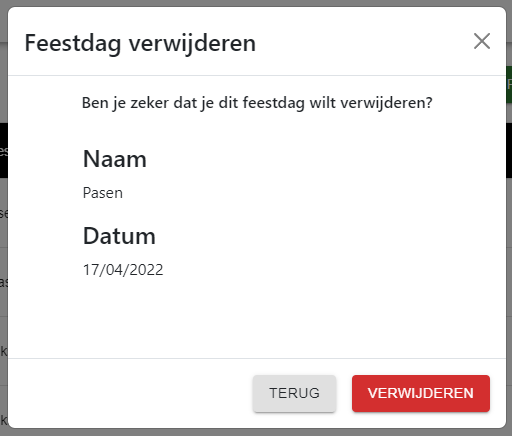 Feestdag verwijderen
Ben je zeker dat je dit feestdag wilt verwijderen?
Naam
Pasen
Datum
17/04/2022
TERUG
VERWIJDEREN